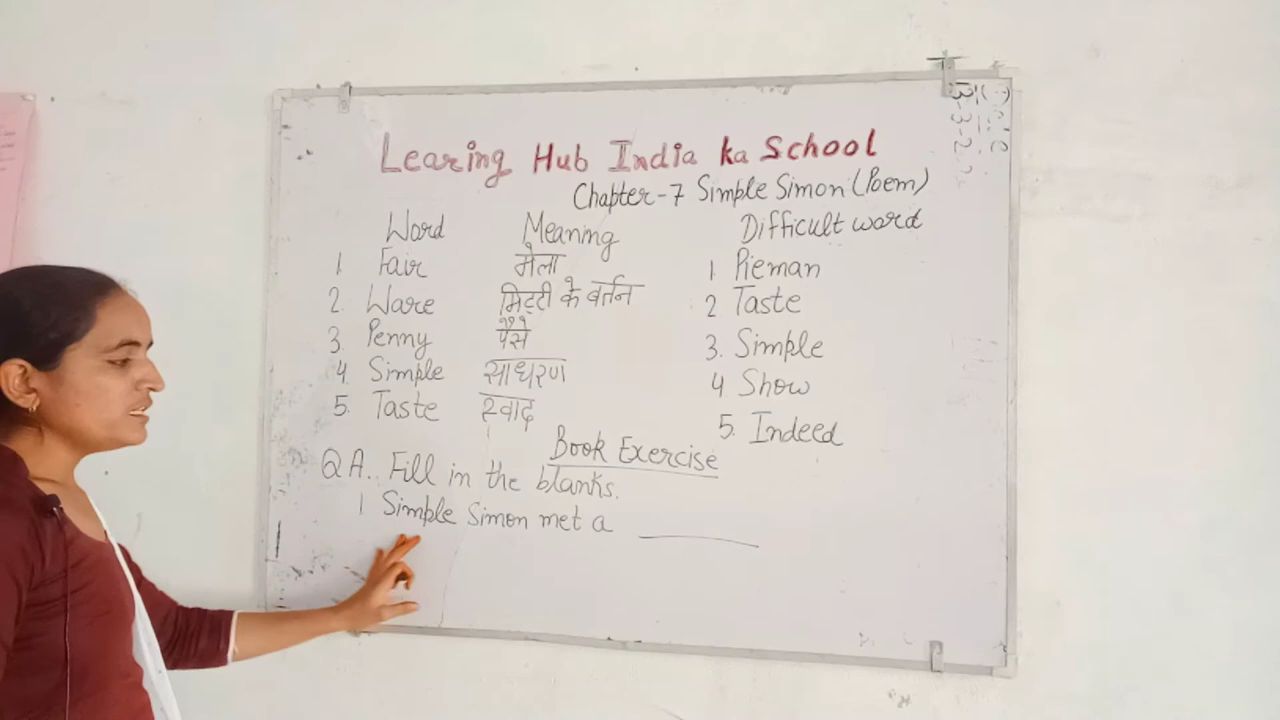 Learing Hub India ka School
Chapter-7 Simple Simon (Poem)
Word Meaning Difficult word
1. Fair मेला 1 Pieman
2. Ware मिट्टी के बर्तन 2 Taste
3. Penny पैसे 3. Simple
4 Simple साधरण 4 Show
5. Taste स्वाद 5. Indeed
Book Exercise
Q A.. Fill in the blanks.
1 Simple Simon met a ______